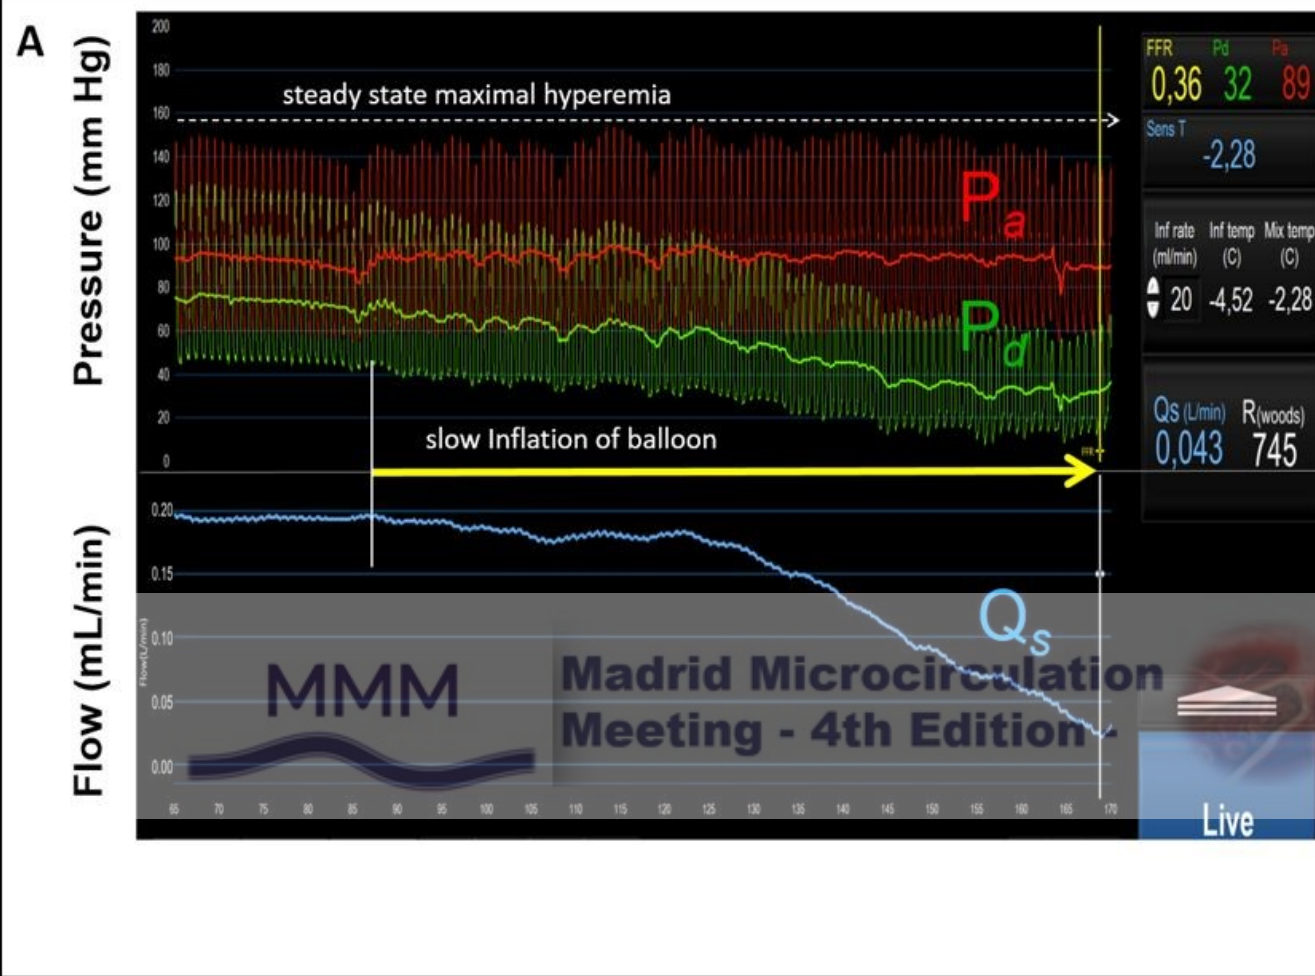 A
Pressure (mm Hg)
200
180
160
140
120
100
80
60
40
20
0
steady state maximal hyperemia
Pa
Pd
slow Inflation of balloon
FFR
FFR Pd Pa
0,36 32 89
Sens T
-2,28
Inf rate Inf temp Mix temp
(ml/min) (C) (C)
20 -4,52 -2,28
Qs (L/min) R(woods)
0,043 745
Flow (mL/min)
Flow(L/min)
0.20
0.15
0.10
0.05
0.00
Qs
MMM
Madrid Microcirculation
Meeting - 4th Edition -
65 70 75 80 85 90 95 100 105 110 115 120 125 130 135 140 145 150 155 160 165 170
Live